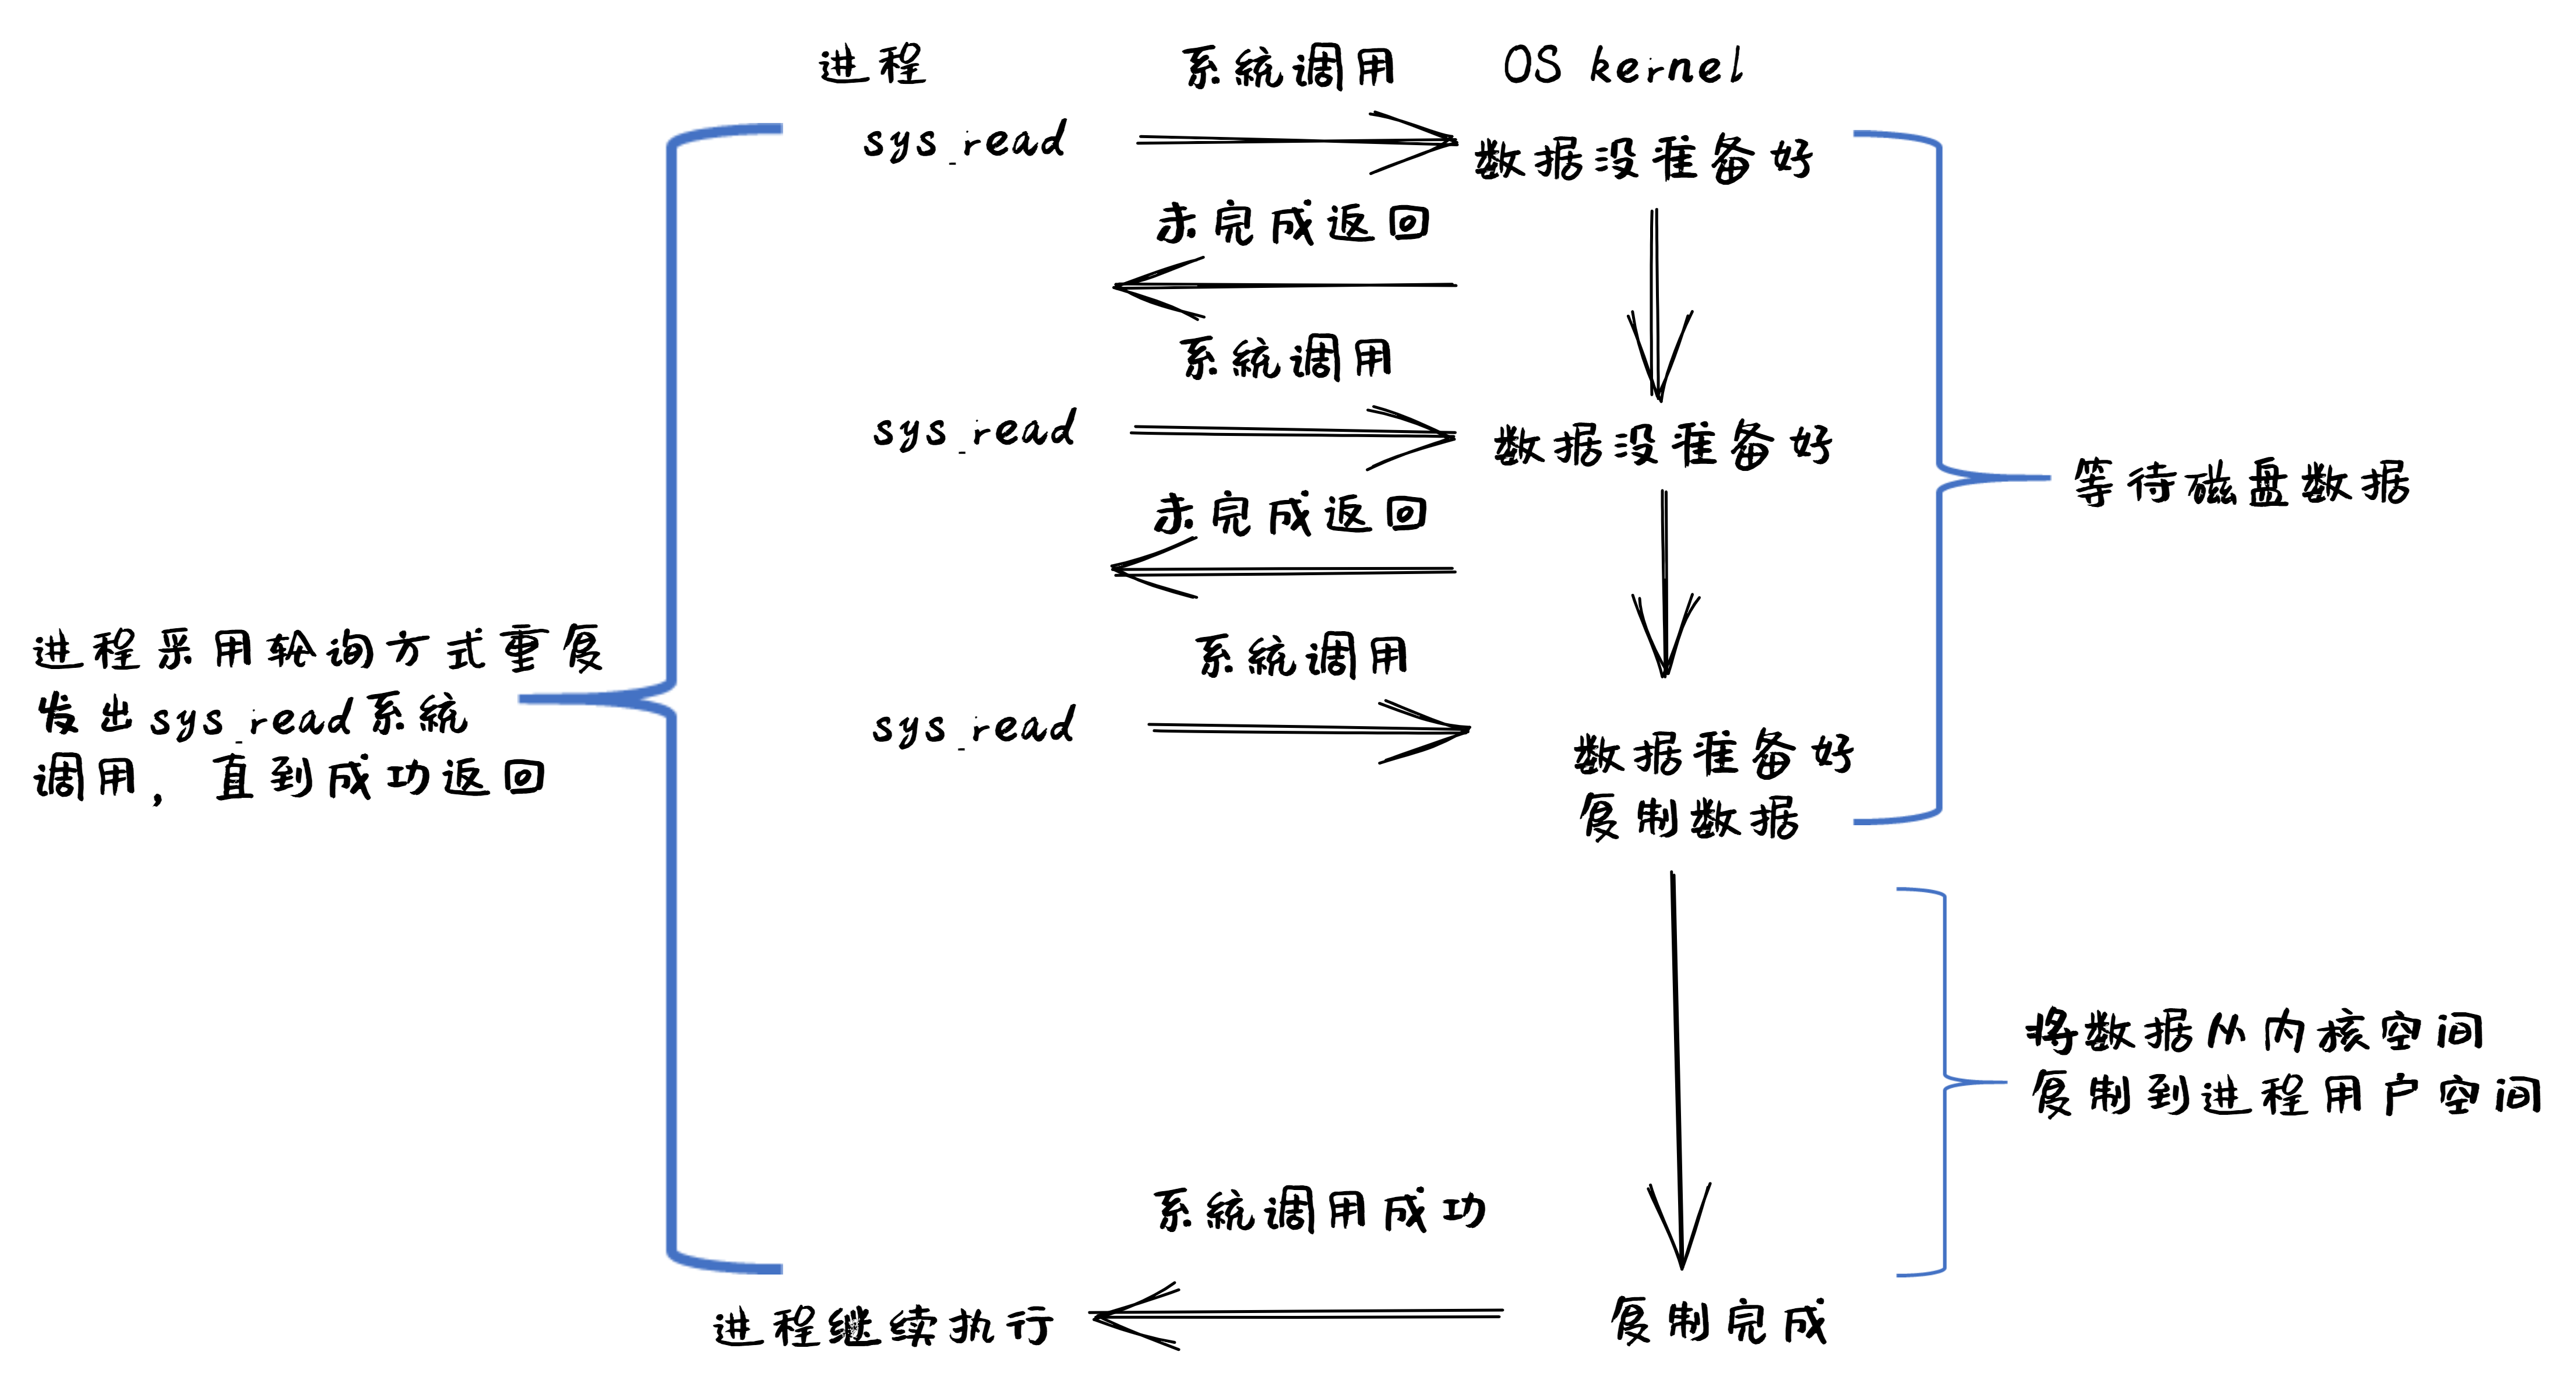 进程
系统调用
OS kernel
sys_read
数据没准备好
未完成返回
系统调用
sys_read
数据没准备好
未完成返回
等待磁盘数据
进程采用轮询方式重复
发出sys_read系统
调用，直到成功返回
系统调用
sys_read
数据准备好
复制数据
将数据从内核空间
复制到进程用户空间
系统调用成功
进程继续执行
复制完成